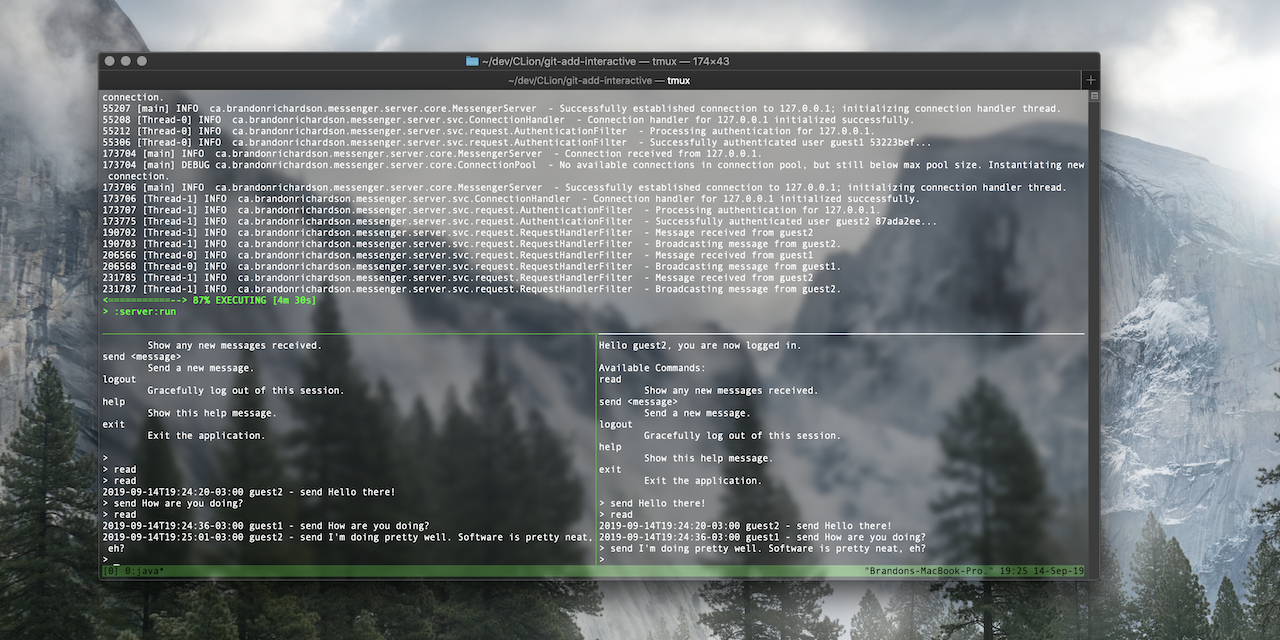 ~/dev/CLion/git-add-interactive — tmux — 174×43
~/dev/CLion/git-add-interactive — tmux
connection.
55207 [main] INFO  ca.brandonrichardson.messenger.server.core.MessengerServer  - Successfully established connection to 127.0.0.1; initializing connection handler thread.
55208 [Thread-0] INFO  ca.brandonrichardson.messenger.server.svc.ConnectionHandler  - Connection handler for 127.0.0.1 initialized successfully.
55212 [Thread-0] INFO  ca.brandonrichardson.messenger.server.svc.request.AuthenticationFilter  - Processing authentication for 127.0.0.1.
55306 [Thread-0] INFO  ca.brandonrichardson.messenger.server.svc.request.AuthenticationFilter  - Successfully authenticated user guest1 53223bef...
173704 [main] INFO  ca.brandonrichardson.messenger.server.core.MessengerServer  - Connection received from 127.0.0.1.
173704 [main] DEBUG ca.brandonrichardson.messenger.server.core.ConnectionPool  - No available connections in connection pool, but still below max pool size. Instantiating new
connection.
173706 [main] INFO  ca.brandonrichardson.messenger.server.core.MessengerServer  - Successfully established connection to 127.0.0.1; initializing connection handler thread.
173706 [Thread-1] INFO  ca.brandonrichardson.messenger.server.svc.ConnectionHandler  - Connection handler for 127.0.0.1 initialized successfully.
173707 [Thread-1] INFO  ca.brandonrichardson.messenger.server.svc.request.AuthenticationFilter  - Processing authentication for 127.0.0.1.
173775 [Thread-1] INFO  ca.brandonrichardson.messenger.server.svc.request.AuthenticationFilter  - Successfully authenticated user guest2 87ada2ee...
190702 [Thread-1] INFO  ca.brandonrichardson.messenger.server.svc.request.RequestHandlerFilter  - Message received from guest2
190703 [Thread-1] INFO  ca.brandonrichardson.messenger.server.svc.request.RequestHandlerFilter  - Broadcasting message from guest2.
206566 [Thread-0] INFO  ca.brandonrichardson.messenger.server.svc.request.RequestHandlerFilter  - Message received from guest1
206568 [Thread-0] INFO  ca.brandonrichardson.messenger.server.svc.request.RequestHandlerFilter  - Broadcasting message from guest1.
231785 [Thread-1] INFO  ca.brandonrichardson.messenger.server.svc.request.RequestHandlerFilter  - Message received from guest2
231787 [Thread-1] INFO  ca.brandonrichardson.messenger.server.svc.request.RequestHandlerFilter  - Broadcasting message from guest2.
<===========--> 87% EXECUTING [4m 30s]
> :server:run
Show any new messages received.
send <message>
Send a new message.
logout
Gracefully log out of this session.
help
Show this help message.
exit
Exit the application.
>
> read
> read
2019-09-14T19:24:20-03:00 guest2 - send Hello there!
> send How are you doing?
> read
2019-09-14T19:24:36-03:00 guest1 - send How are you doing?
2019-09-14T19:25:01-03:00 guest2 - send I'm doing pretty well. Software is pretty neat,
eh?
> _
Hello guest2, you are now logged in.
Available Commands:
read
Show any new messages received.
send <message>
Send a new message.
logout
Gracefully log out of this session.
help
Show this help message.
exit
Exit the application.
> send Hello there!
> read
2019-09-14T19:24:20-03:00 guest2 - send Hello there!
2019-09-14T19:24:36-03:00 guest1 - send How are you doing?
> send I'm doing pretty well. Software is pretty neat, eh?
>
[0] 0:java*
"Brandons-MacBook-Pro." 19:25 14-Sep-19